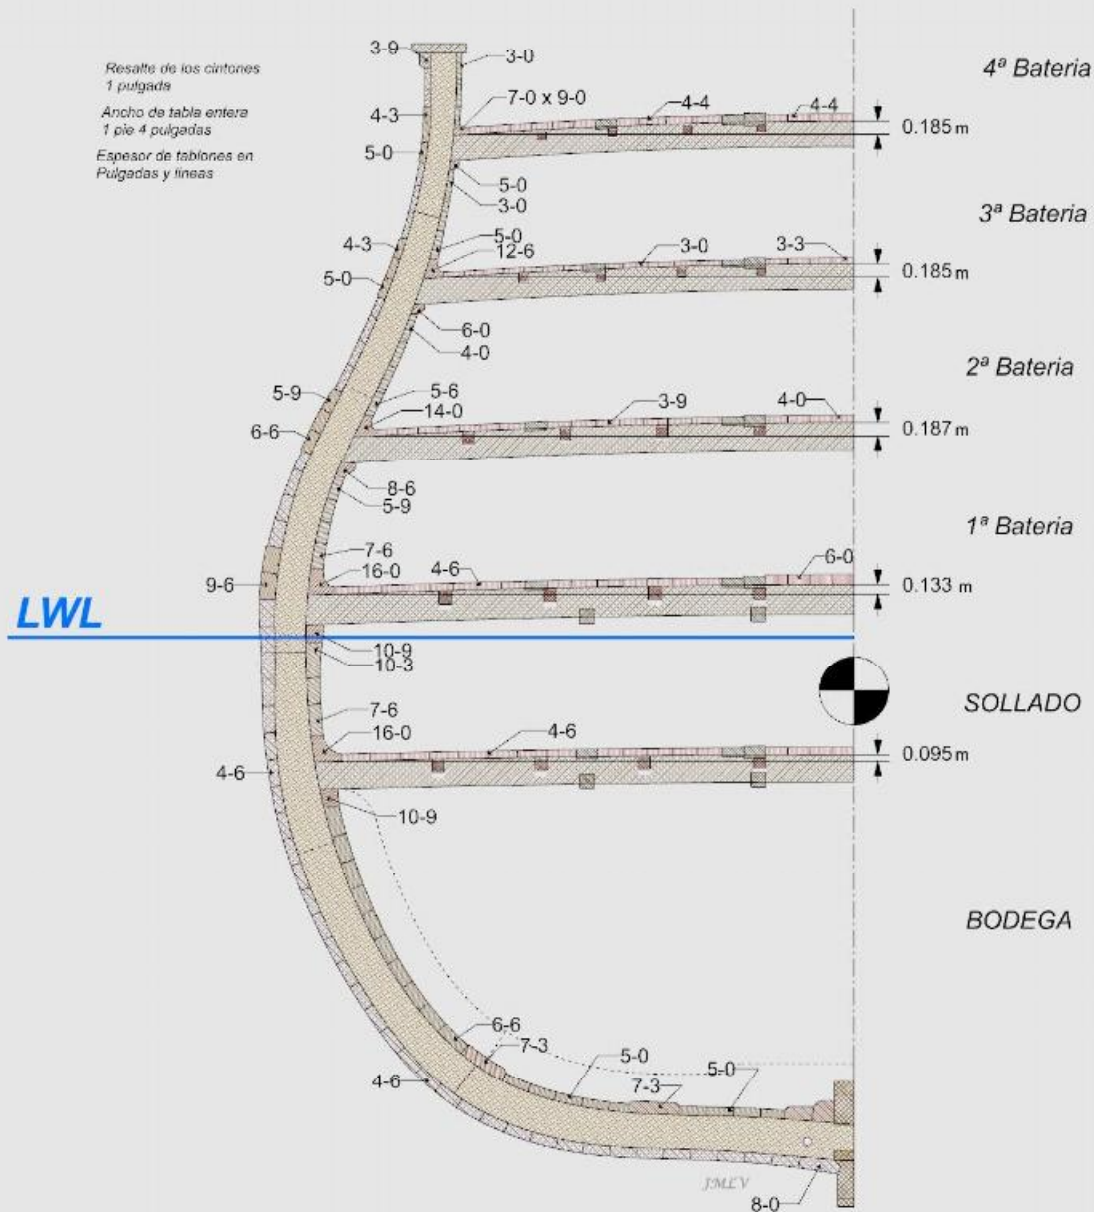 3-9
3-0
4ª Bateria
Resalte de los cintones
1 pulgada
7-0 x 9-0
4-4
4-4
Ancho de tabla entera
1 pie 4 pulgadas
4-3
0.185 m
Espesor de tablones en
Pulgadas y lineas
5-0
5-0
3-0
3ª Bateria
4-3
5-0
12-6
3-0
3-3
0.185 m
5-0
6-0
4-0
2ª Bateria
5-9
5-6
14-0
3-9
4-0
6-6
0.187 m
8-6
5-9
1ª Bateria
7-6
16-0
4-6
6-0
9-6
0.133 m
LWL
10-9
10-3
SOLLADO
7-6
16-0
4-6
0.095 m
4-6
10-9
BODEGA
6-6
7-3
5-0
5-0
4-6
7-3
J.M.L.V
8-0